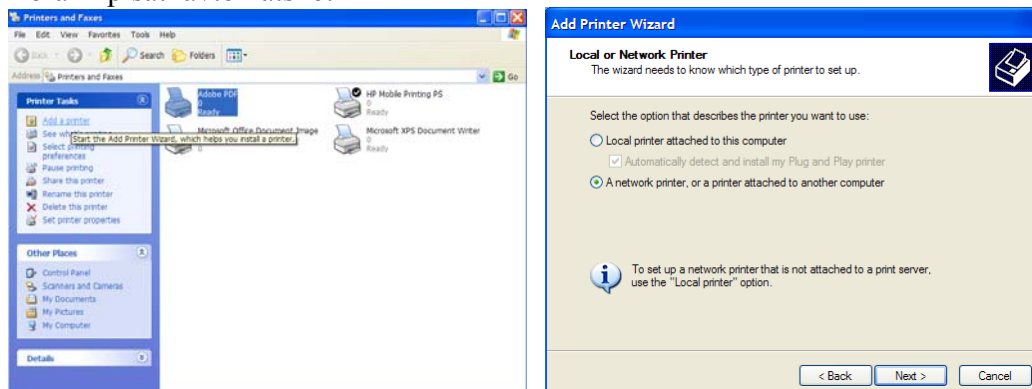 Printers and Faxes
File Edit View Favorites Tools Help
Back Search Folders
Address Printers and Faxes Go
Printer Tasks
Add a printer
See what's printing
Select printing
preferences
Pause printing
Share this printer
Rename this printer
Delete this printer
Set printer properties
Start the Add Printer Wizard, which helps you install a printer.
Other Places
Control Panel
Scanners and Cameras
My Documents
My Pictures
My Computer
Details
Adobe PDF
0
Ready
HP Mobile Printing PS
0
Ready
Microsoft Office Document Image
0
Microsoft XPS Document Writer
0
Ready
Add Printer Wizard
Local or Network Printer
The wizard needs to know which type of printer to set up.
Select the option that describes the printer you want to use:
Local printer attached to this computer
Automatically detect and install my Plug and Play printer
A network printer, or a printer attached to another computer
To set up a network printer that is not attached to a print server,
use the "Local printer" option.
< Back Next > Cancel